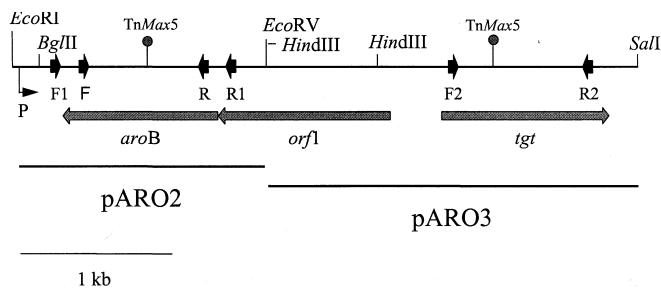 EcoRI
BglII
TnMax5
EcoRV
HindIII
HindIII
TnMax5
SalI
P
F1
F
R
R1
F2
R2
aroB
orf1
tgt
pARO2
pARO3
1 kb